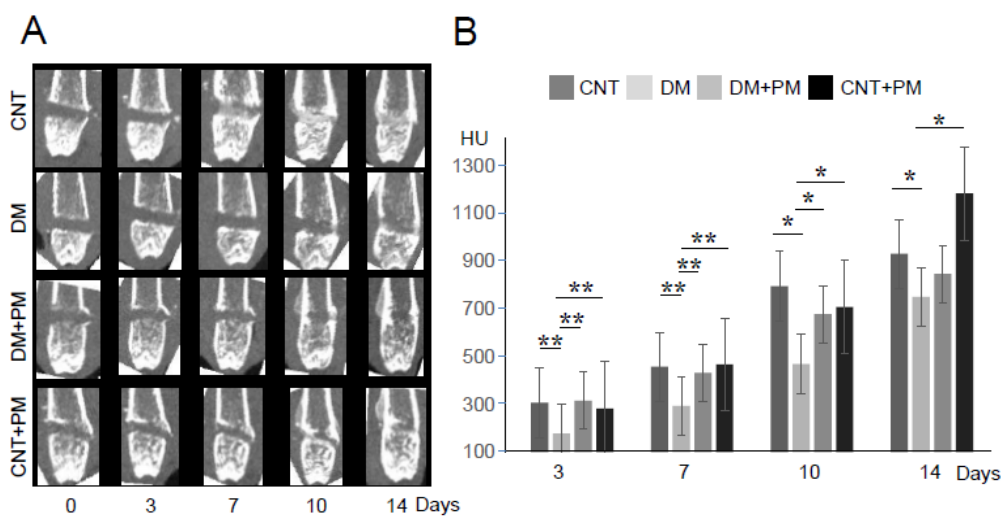 A
CNT
DM
DM+PM
CNT+PM
0 3 7 10 14 Days
B
CNT DM DM+PM CNT+PM
HU
1300
1100
900
700
500
300
100
** ** **
** ** **
* * *
* *
3 7 10 14 Days